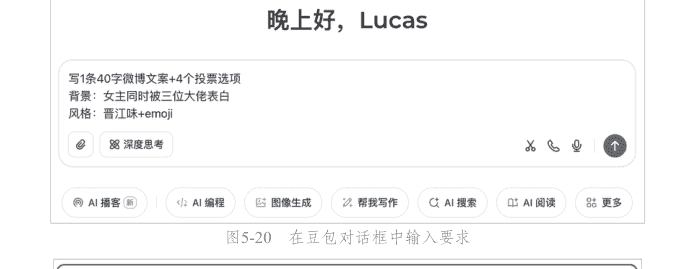 晚上好，Lucas
写1条40字微博文案+4个投票选项
背景：女主同时被三位大佬表白
风格：晋江味+emoji
深度思考
AI 播客 新 AI 编程 图像生成 帮我写作 AI 搜索 AI 阅读 更多
图5-20 在豆包对话框中输入要求